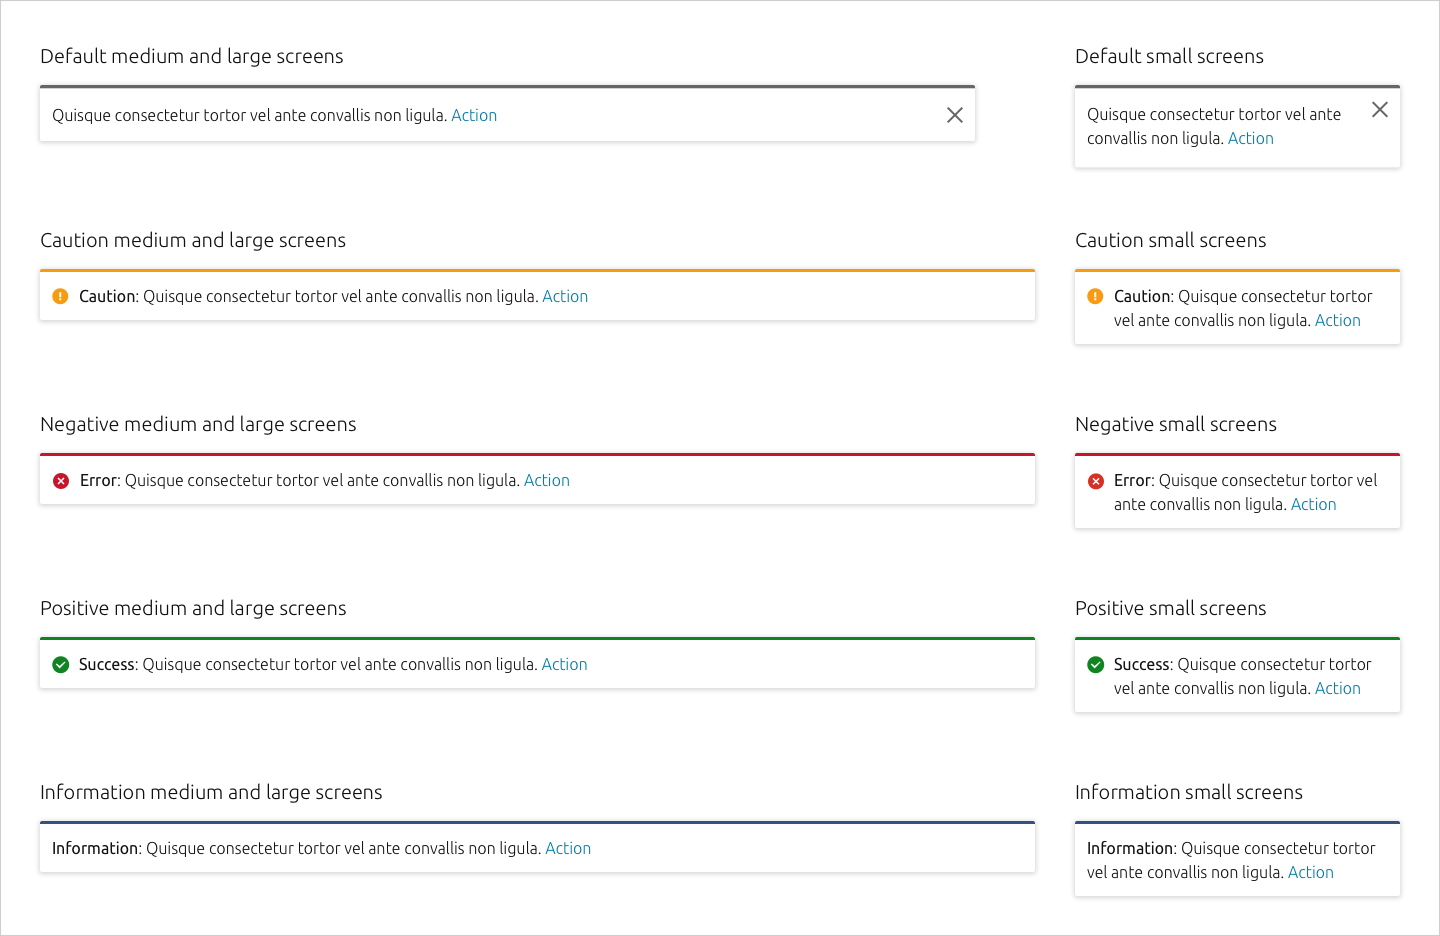 Default medium and large screens
Quisque consectetur tortor vel ante convallis non ligula. Action
Default small screens
Quisque consectetur tortor vel ante
convallis non ligula. Action
Caution medium and large screens
Caution: Quisque consectetur tortor vel ante convallis non ligula. Action
Caution small screens
Caution: Quisque consectetur tortor
vel ante convallis non ligula. Action
Negative medium and large screens
Error: Quisque consectetur tortor vel ante convallis non ligula. Action
Negative small screens
Error: Quisque consectetur tortor vel
ante convallis non ligula. Action
Positive medium and large screens
Success: Quisque consectetur tortor vel ante convallis non ligula. Action
Positive small screens
Success: Quisque consectetur tortor
vel ante convallis non ligula. Action
Information medium and large screens
Information: Quisque consectetur tortor vel ante convallis non ligula. Action
Information small screens
Information: Quisque consectetur tortor
vel ante convallis non ligula. Action